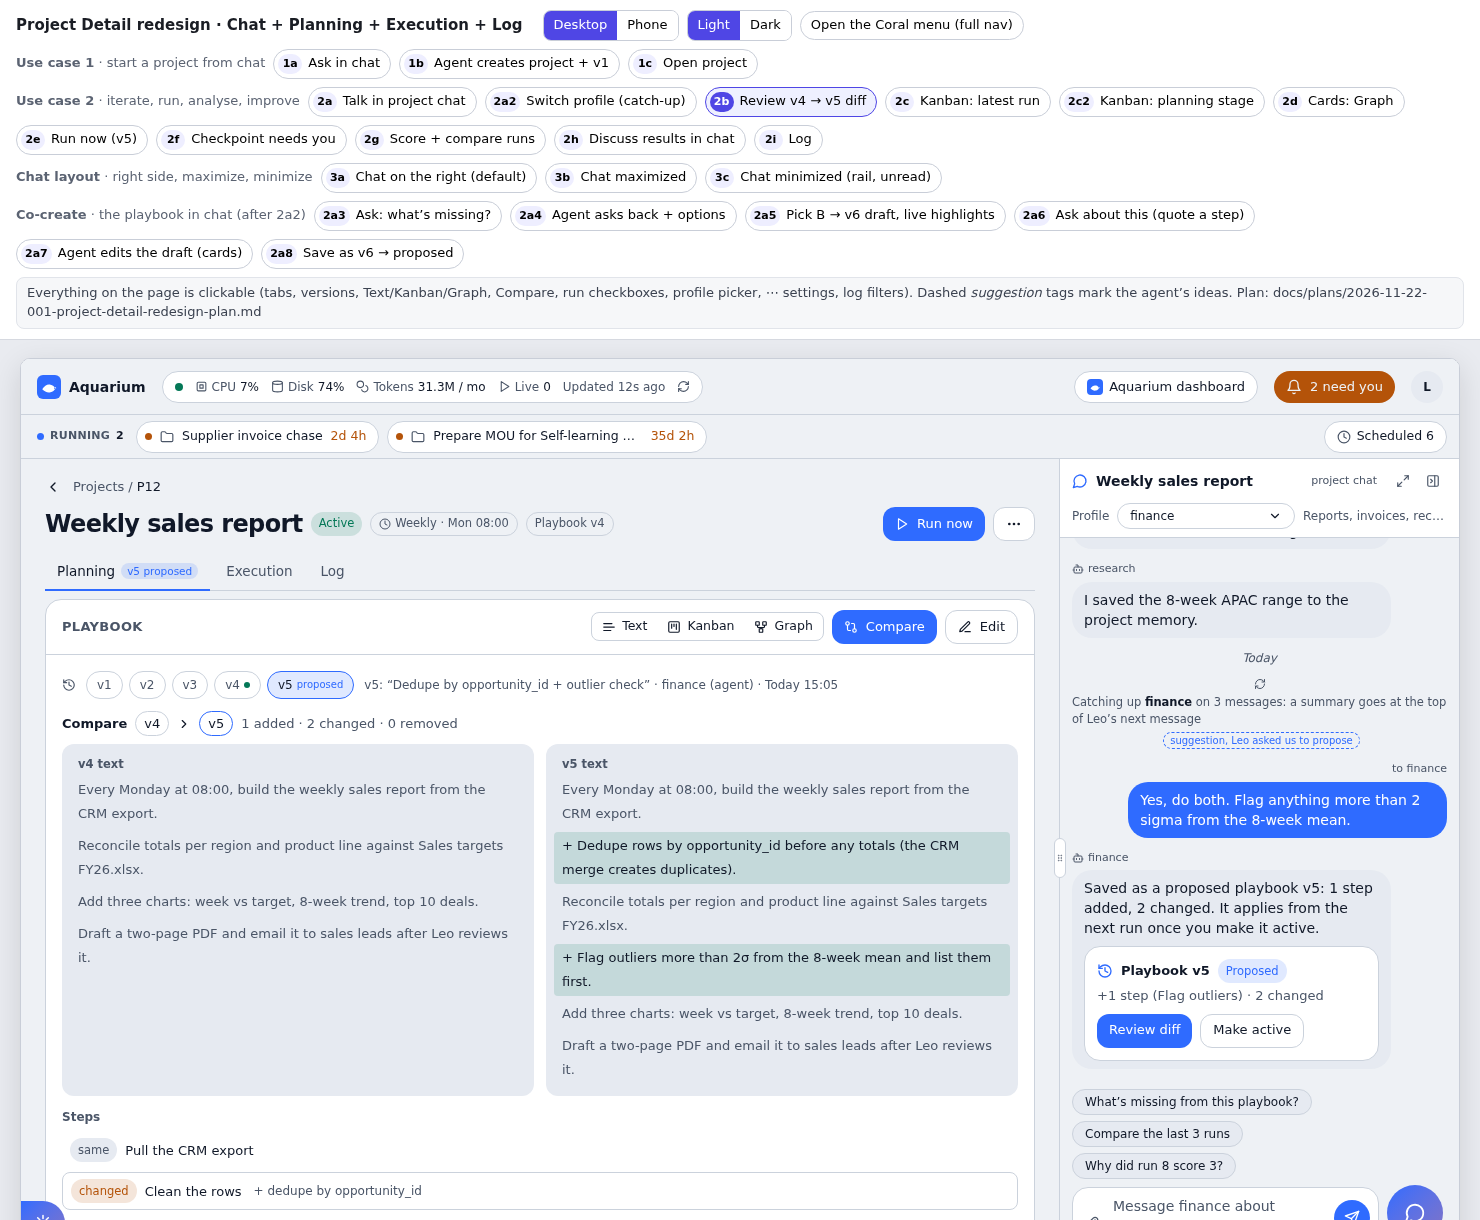 Project Detail redesign · Chat + Planning + Execution + Log Desktop Phone Light Dark Open the Coral menu (full nav)
Use case 1 · start a project from chat 1a Ask in chat 1b Agent creates project + v1 1c Open project
Use case 2 · iterate, run, analyse, improve 2a Talk in project chat 2a2 Switch profile (catch-up) 2b Review v4 → v5 diff 2c Kanban: latest run 2c2 Kanban: planning stage 2d Cards: Graph
2e Run now (v5) 2f Checkpoint needs you 2g Score + compare runs 2h Discuss results in chat 2i Log
Chat layout · right side, maximize, minimize 3a Chat on the right (default) 3b Chat maximized 3c Chat minimized (rail, unread)
Co-create · the playbook in chat (after 2a2) 2a3 Ask: what's missing? 2a4 Agent asks back + options 2a5 Pick B → v6 draft, live highlights 2a6 Ask about this (quote a step)
2a7 Agent edits the draft (cards) 2a8 Save as v6 → proposed
Everything on the page is clickable (tabs, versions, Text/Kanban/Graph, Compare, run checkboxes, profile picker, ··· settings, log filters). Dashed suggestion tags mark the agent's ideas. Plan: docs/plans/2026-11-22-
001-project-detail-redesign-plan.md
Aquarium CPU 7% Disk 74% Tokens 31.3M / mo Live 0 Updated 12s ago Aquarium dashboard 2 need you L
RUNNING 2 Supplier invoice chase 2d 4h Prepare MOU for Self-learning … 35d 2h Scheduled 6
Projects / P12
Weekly sales report Active Weekly · Mon 08:00 Playbook v4 Run now ···
Planning v5 proposed Execution Log
PLAYBOOK Text Kanban Graph Compare Edit
v1 v2 v3 v4 v5 proposed v5: “Dedupe by opportunity_id + outlier check” · finance (agent) · Today 15:05
Compare v4 v5 1 added · 2 changed · 0 removed
v4 text
Every Monday at 08:00, build the weekly sales report from the
CRM export.
Reconcile totals per region and product line against Sales targets
FY26.xlsx.
Add three charts: week vs target, 8-week trend, top 10 deals.
Draft a two-page PDF and email it to sales leads after Leo reviews
it.
v5 text
Every Monday at 08:00, build the weekly sales report from the
CRM export.
+ Dedupe rows by opportunity_id before any totals (the CRM
merge creates duplicates).
Reconcile totals per region and product line against Sales targets
FY26.xlsx.
+ Flag outliers more than 2σ from the 8-week mean and list them
first.
Add three charts: week vs target, 8-week trend, top 10 deals.
Draft a two-page PDF and email it to sales leads after Leo reviews
it.
Steps
same Pull the CRM export
changed Clean the rows + dedupe by opportunity_id
Weekly sales report project chat
Profile finance Reports, invoices, rec…
research
I saved the 8-week APAC range to the
project memory.
Today
Catching up finance on 3 messages: a summary goes at the top
of Leo's next message
suggestion, Leo asked us to propose
to finance
Yes, do both. Flag anything more than 2
sigma from the 8-week mean.
finance
Saved as a proposed playbook v5: 1 step
added, 2 changed. It applies from the
next run once you make it active.
Playbook v5 Proposed
+1 step (Flag outliers) · 2 changed
Review diff Make active
What's missing from this playbook?
Compare the last 3 runs
Why did run 8 score 3?
Message finance about